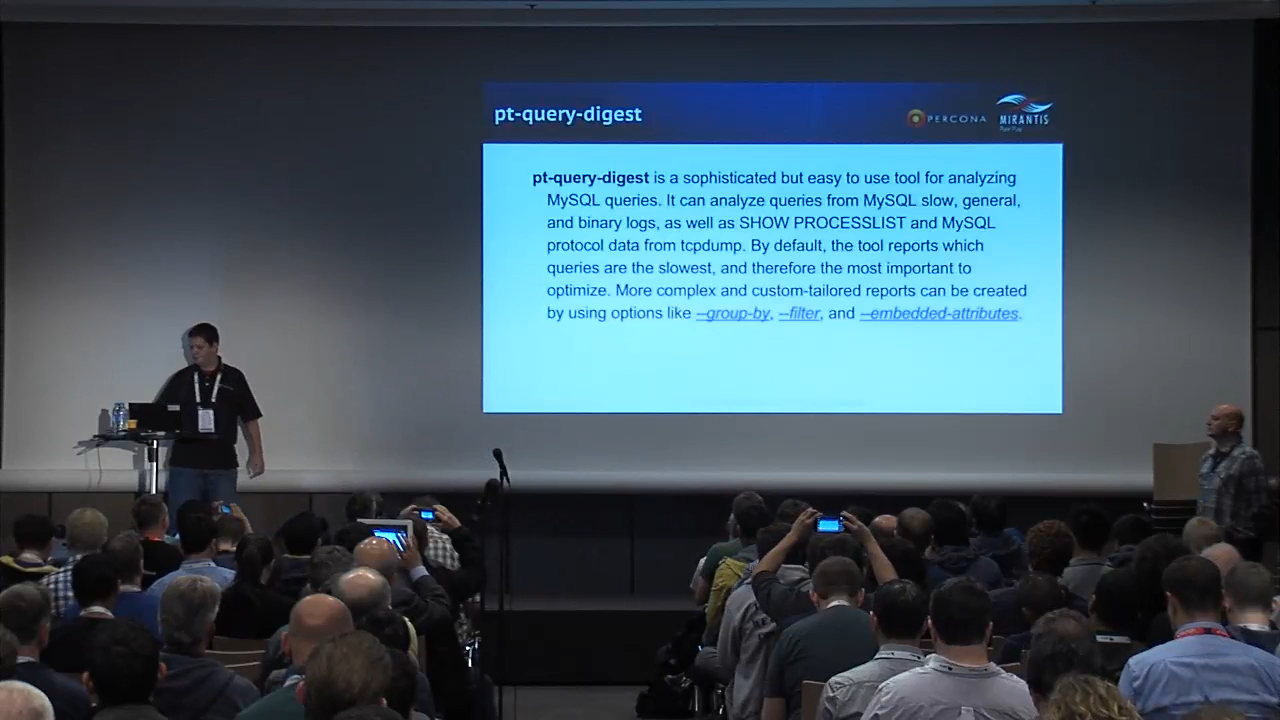 pt-query-digest
PERCONA
MIRANTIS
pt-query-digest is a sophisticated but easy to use tool for analyzing
MySQL queries. It can analyze queries from MySQL slow, general,
and binary logs, as well as SHOW PROCESSLIST and MySQL
protocol data from tcpdump. By default, the tool reports which
queries are the slowest, and therefore the most important to
optimize. More complex and custom-tailored reports can be created
by using options like --group-by, --filter, and --embedded-attributes.